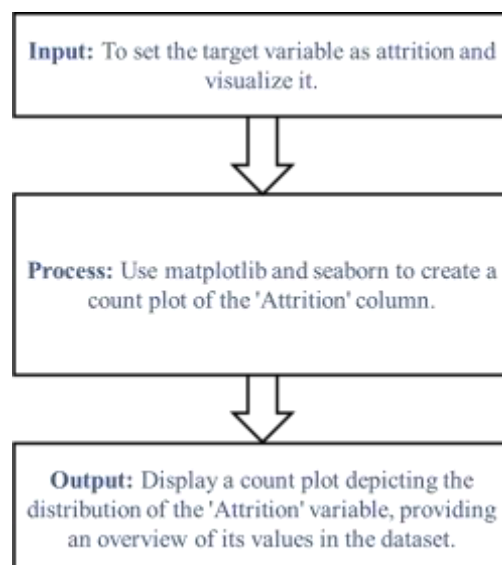 Input: To set the target variable as attrition and
visualize it.
Process: Use matplotlib and seaborn to create a
count plot of the 'Attrition' column.
Output: Display a count plot depicting the
distribution of the 'Attrition' variable, providing
an overview of its values in the dataset.